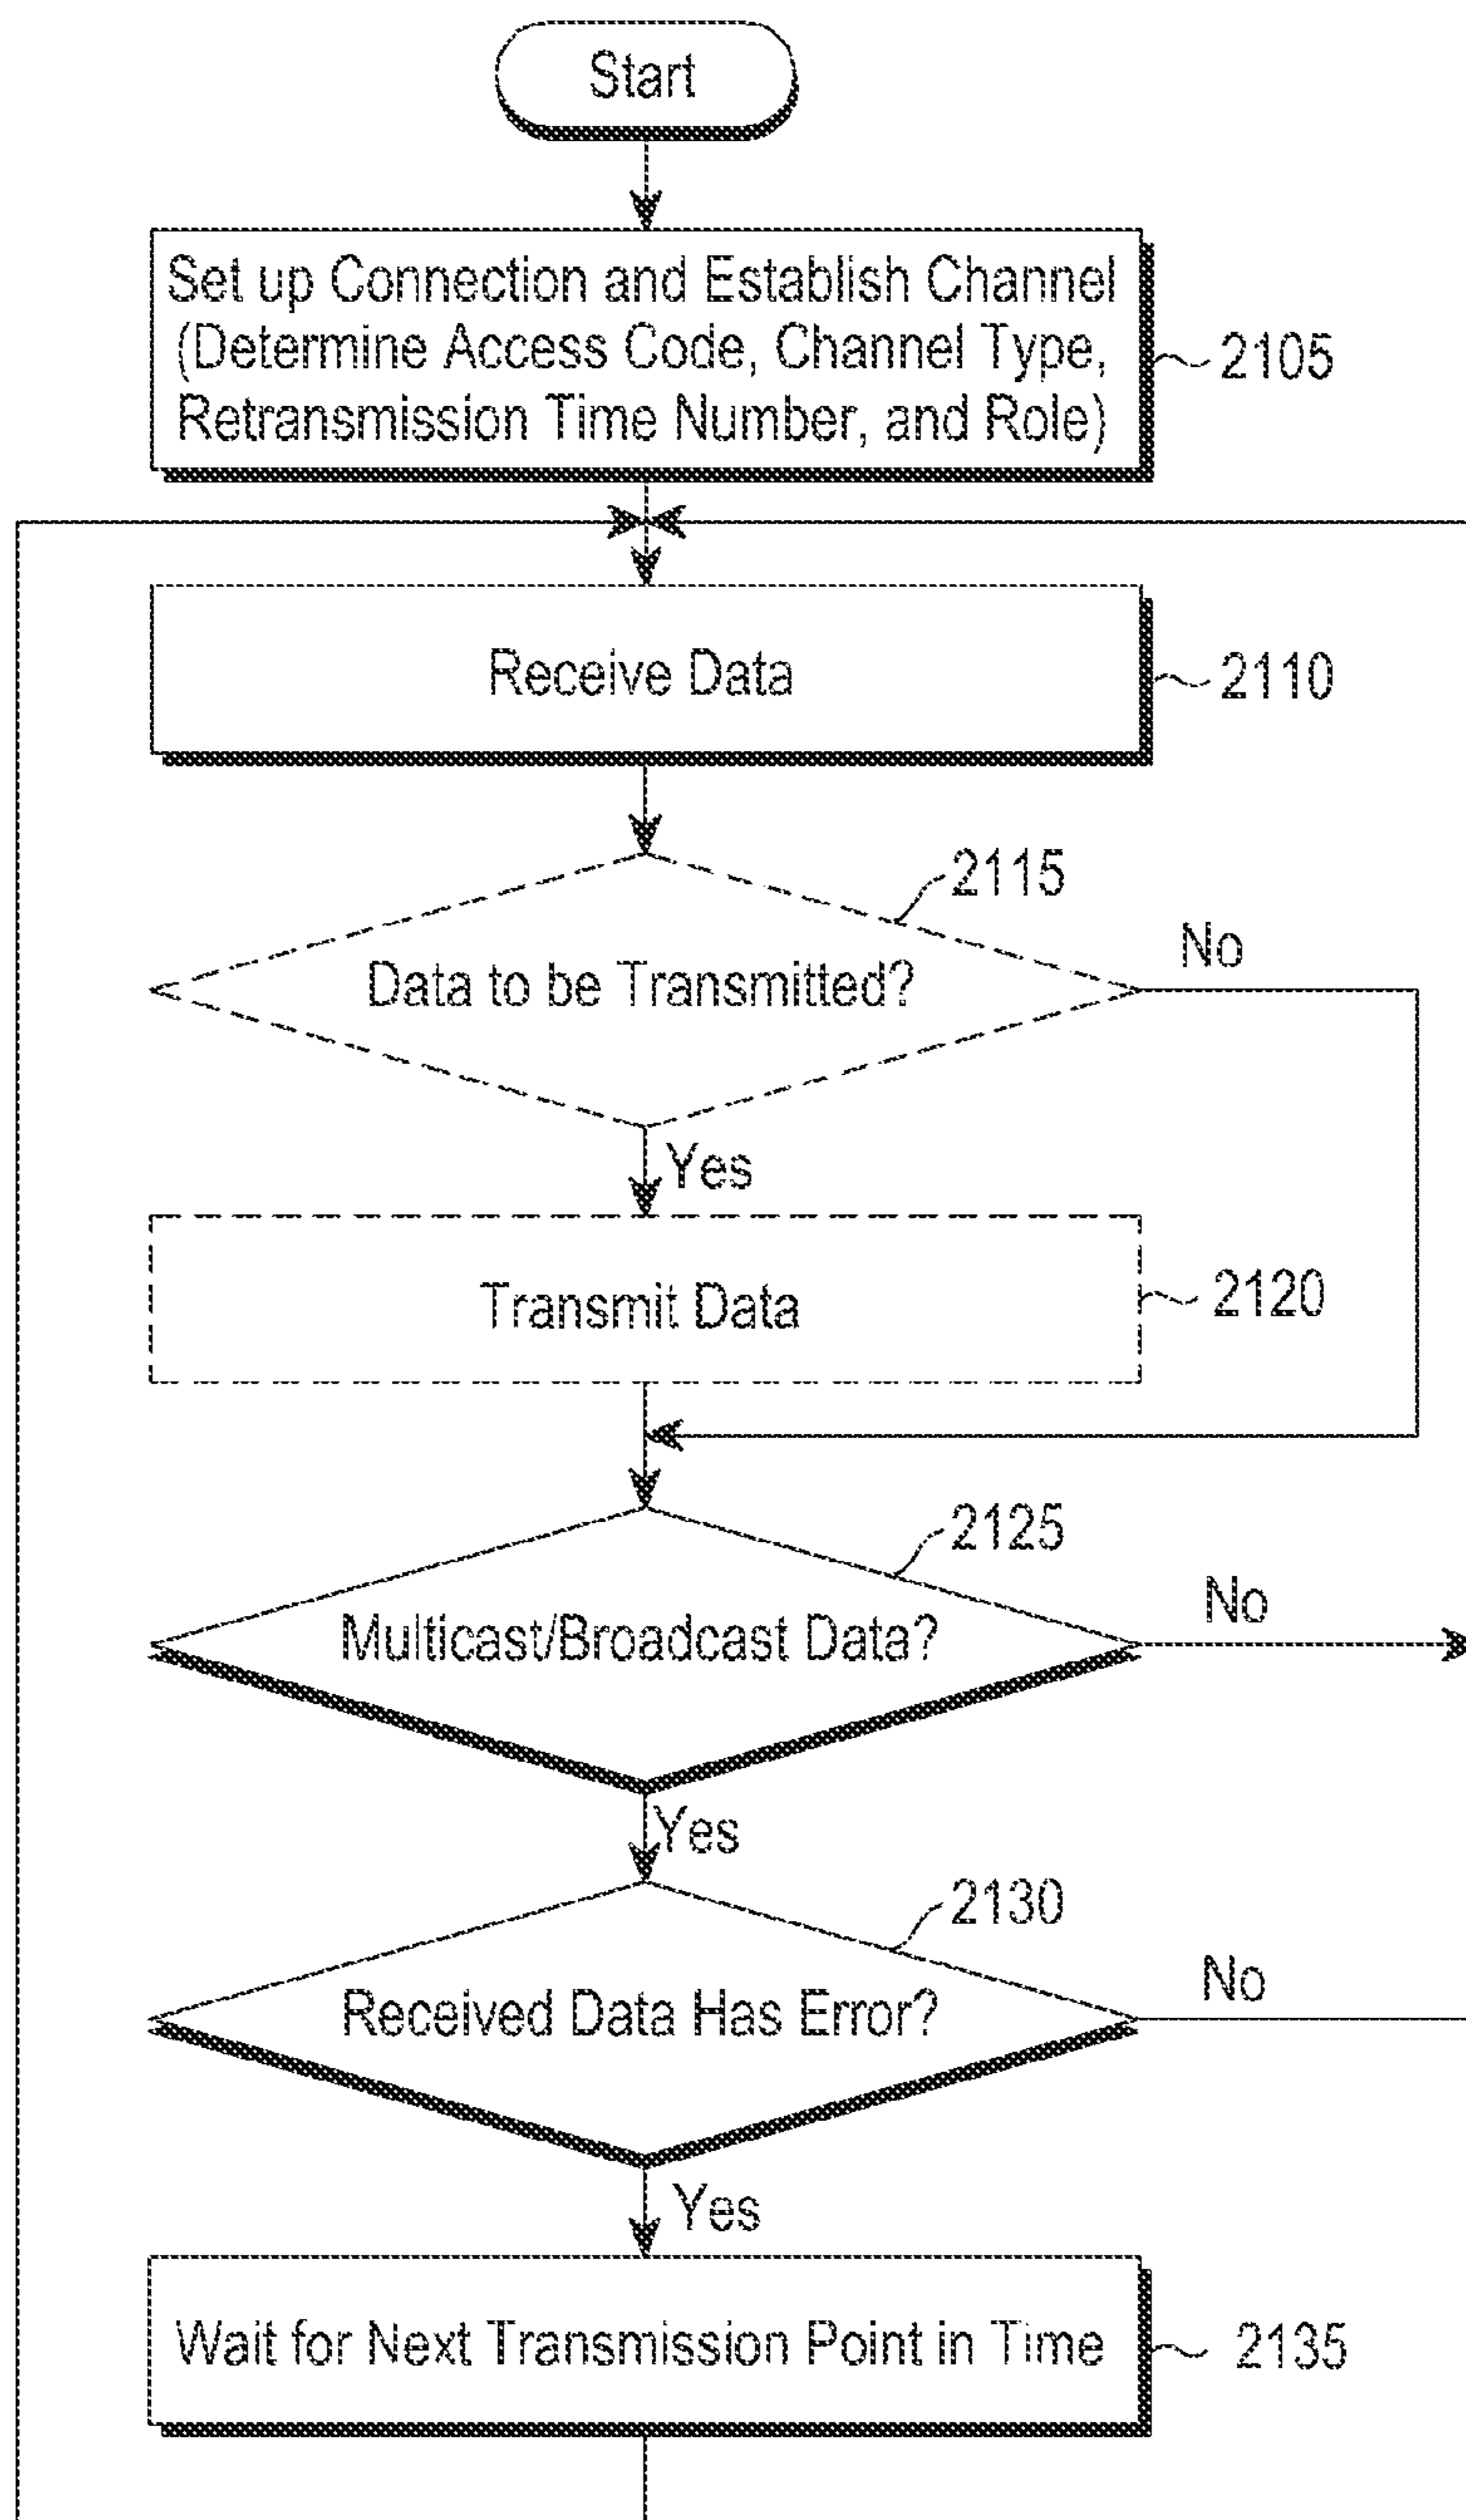 Start
Set up Connection and Establish Channel
(Determine Access Code, Channel Type,
Retransmission Time Number, and Role)
2105
Receive Data
2110
2115
No
Data to be Transmitted?
Yes
Transmit Data
2120
2125
No
Multicast/Broadcast Data?
Yes
2130
No
Received Data Has Error?
Yes
Wait for Next Transmission Point in Time
2135